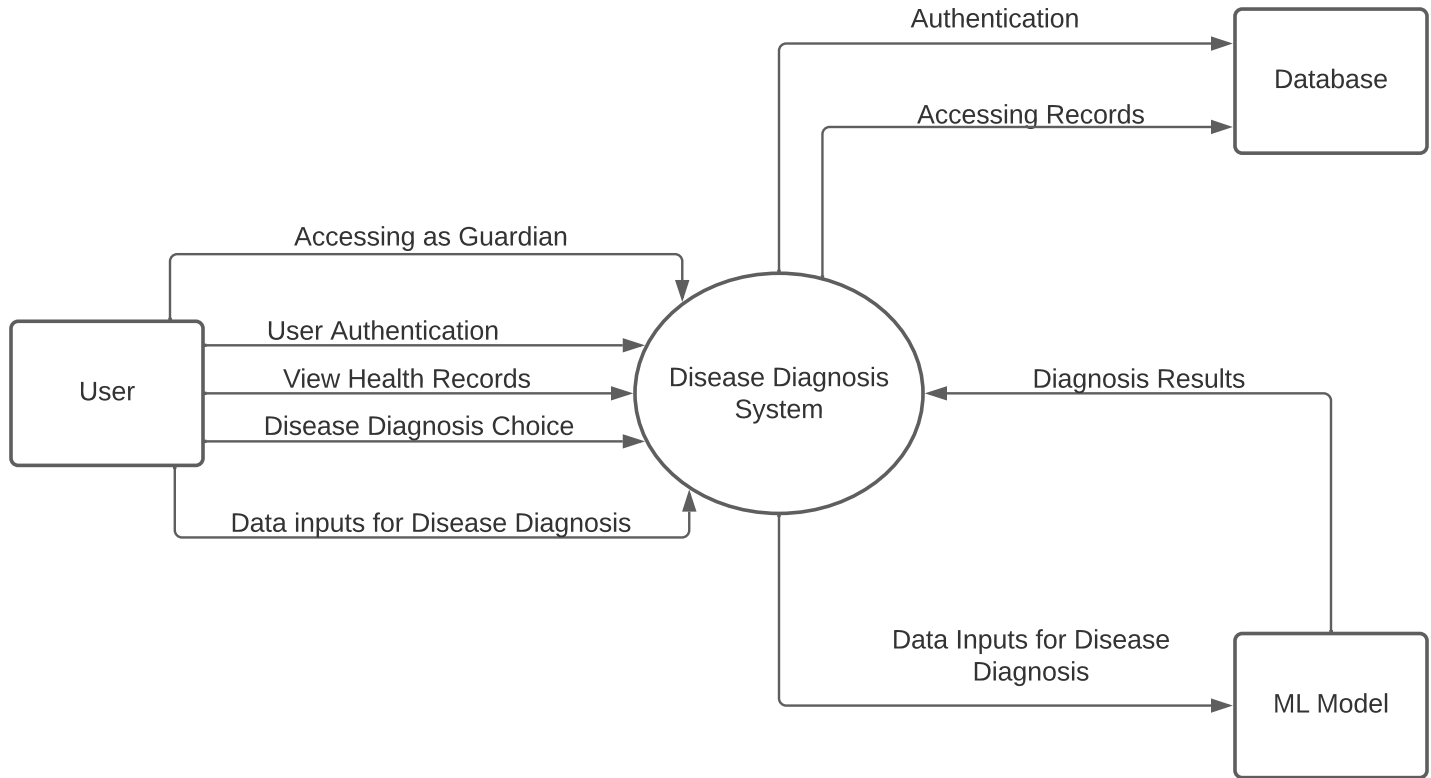 Authentication
Database
Accessing Records
Accessing as Guardian
User Authentication
View Health Records
Disease Diagnosis Choice
Data inputs for Disease Diagnosis
User
Disease Diagnosis
System
Diagnosis Results
Data Inputs for Disease
Diagnosis
ML Model